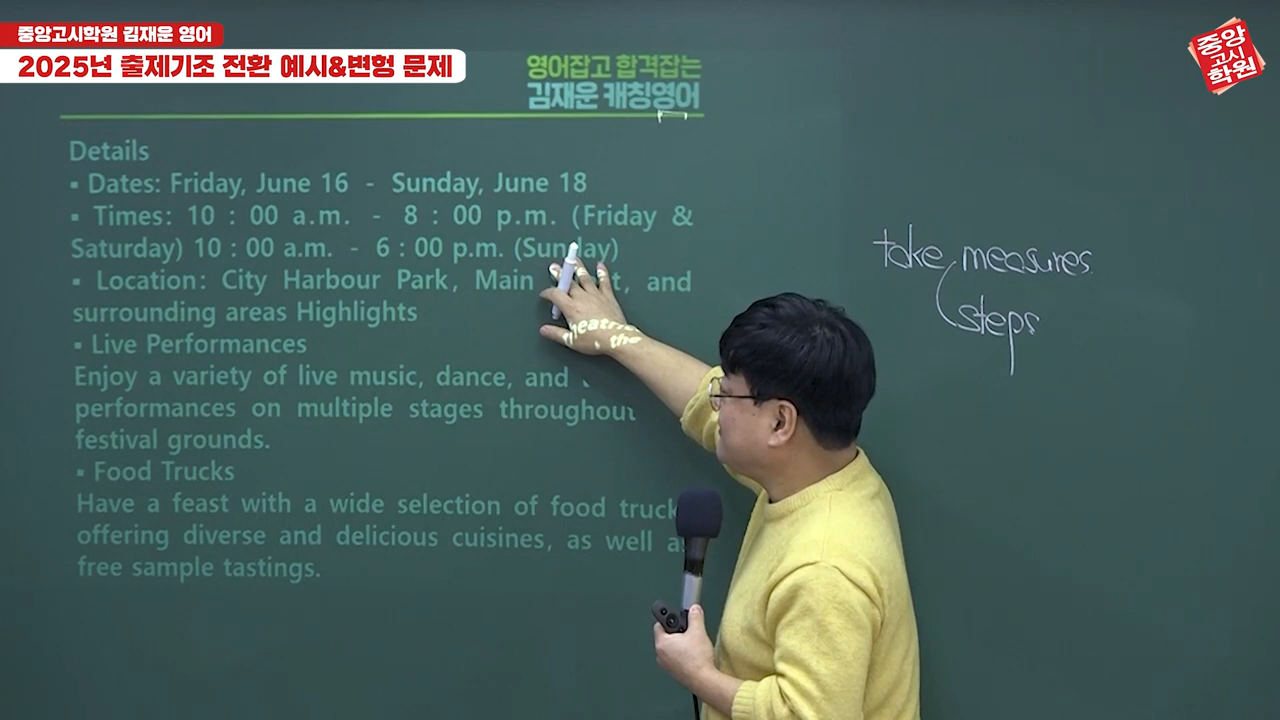 중앙고시학원 김재운 영어
2025년 출제기조 전환 예시&변형 문제
중앙
고시
학원
영어잡고 합격잡는
김재운 캐칭영어
Details
▪ Dates: Friday, June 16 - Sunday, June 18
▪ Times: 10 : 00 a.m. - 8 : 00 p.m. (Friday &
Saturday) 10 : 00 a.m. - 6 : 00 p.m. (Sunday)
▪ Location: City Harbour Park, Main t, and
surrounding areas Highlights
▪ Live Performances
Enjoy a variety of live music, dance, and
performances on multiple stages throughout the
festival grounds.
▪ Food Trucks
Have a feast with a wide selection of food truck
offering diverse and delicious cuisines, as well as
free sample tastings.
take measures
steps